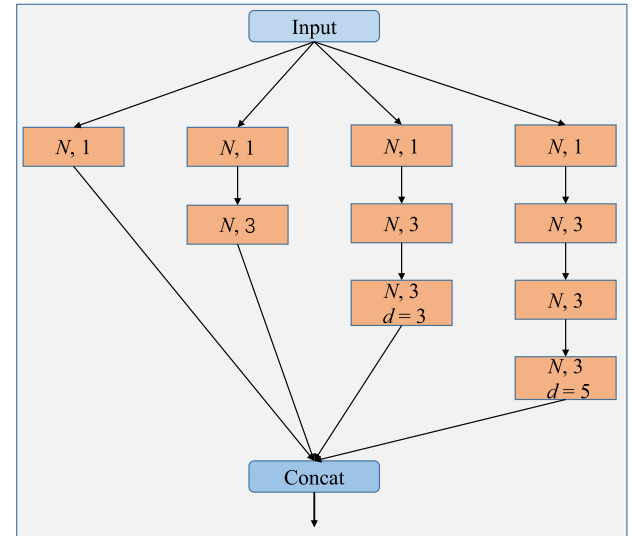 Input
N, 1
N, 1
N, 1
N, 1
N, 3
N, 3
N, 3
N, 3
d = 3
N, 3
N, 3
d = 5
Concat